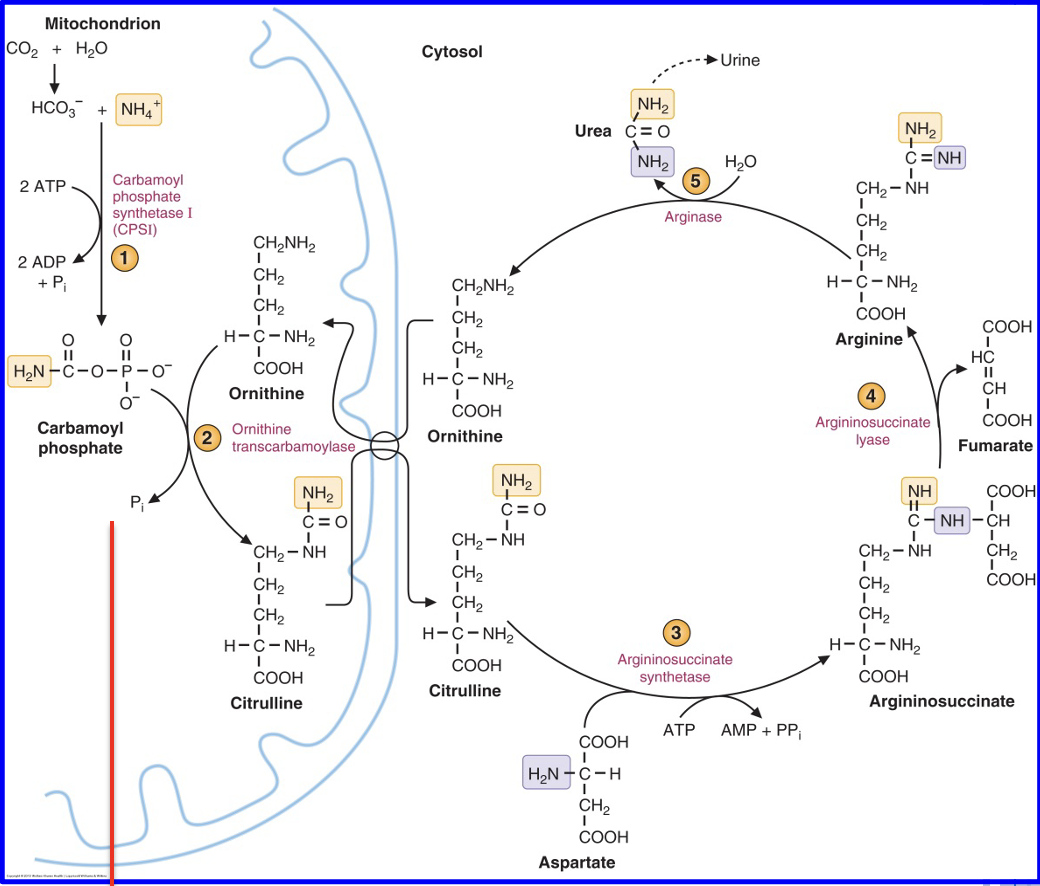 Mitochondrion
CO2 + H2O
HCO3− + NH4+
2 ATP
Carbamoyl
phosphate
synthetase I
(CPSI)
1
2 ADP
+ Pi
O O
H2N C O P O−
O−
Carbamoyl
phosphate
CH2NH2
CH2
CH2
H C NH2
COOH
Ornithine
2
Ornithine
transcarbamoylase
Pi
NH2
C = O
CH2 NH
CH2
CH2
H C NH2
COOH
Citrulline
Cytosol
Urine
NH2
Urea C = O
NH2
H2O
5
Arginase
CH2NH2
CH2
CH2
H C NH2
COOH
Ornithine
NH2
C = O
CH2 NH
CH2
CH2
H C NH2
COOH
Citrulline
3
Argininosuccinate
synthetase
ATP AMP + PPi
COOH
H2N C H
CH2
COOH
Aspartate
NH2
C = NH
CH2 NH
CH2
CH2
H C NH2
COOH
Arginine
4
Argininosuccinate
lyase
COOH
HC
CH
COOH
Fumarate
NH COOH
C NH CH
CH2 NH CH2
CH2 COOH
CH2
H C NH2
COOH
Argininosuccinate